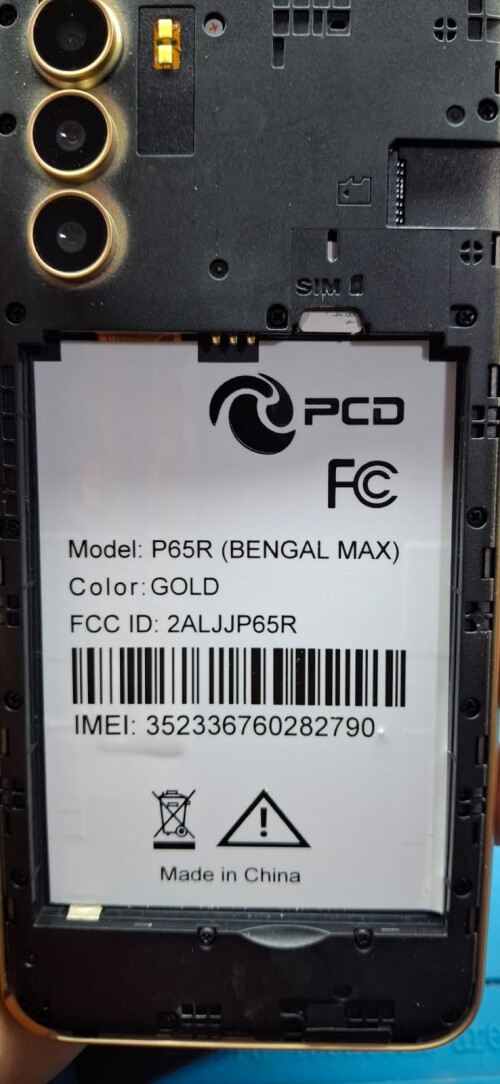 SIM
PCD
FC
Model: P65R (BENGAL MAX)
Color: GOLD
FCC ID: 2ALJJP65R
IMEI: 352336760282790
Made in China